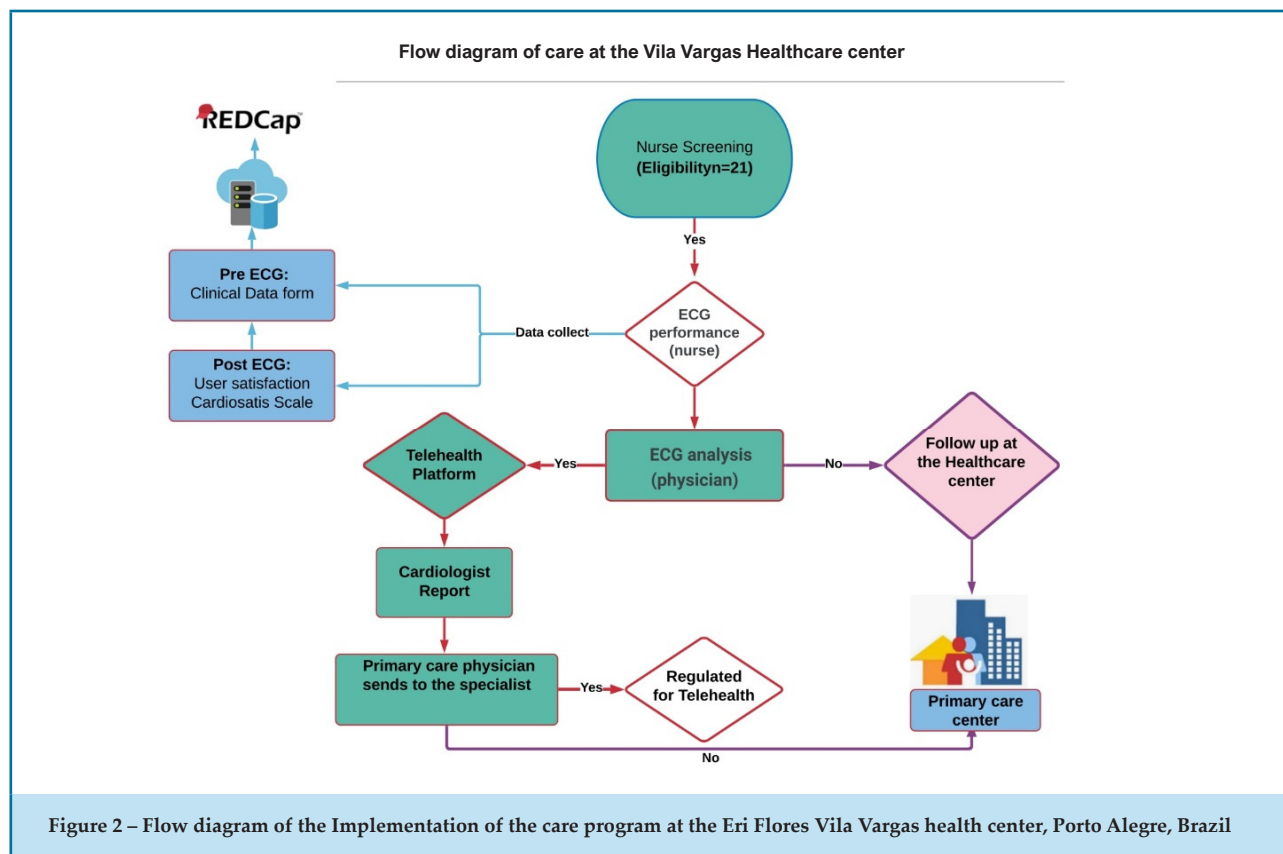 Flow diagram of care at the Vila Vargas Healthcare center
REDCap™
Nurse Screening
(Eligibilityn=21)
Yes
Pre ECG:
Clinical Data form
ECG
performance
(nurse)
Data collect
Post ECG:
User satisfaction
Cardiosatis Scale
Telehealth
Platform
Yes
ECG analysis
(physician)
No
Follow up at
the Healthcare
center
Cardiologist
Report
Primary care physician
sends to the specialist
Yes
Regulated
for Telehealth
Primary care
center
No
Figure 2 – Flow diagram of the Implementation of the care program at the Eri Flores Vila Vargas health center, Porto Alegre, Brazil